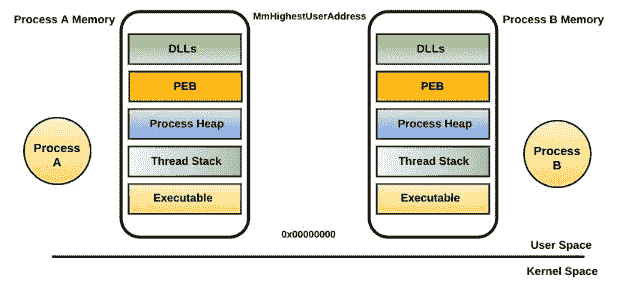 Process A Memory
MmHighestUserAddress
Process B Memory
DLLs
PEB
Process Heap
Thread Stack
Executable
Process
A
DLLs
PEB
Process Heap
Thread Stack
Executable
Process
B
0x00000000
User Space
Kernel Space